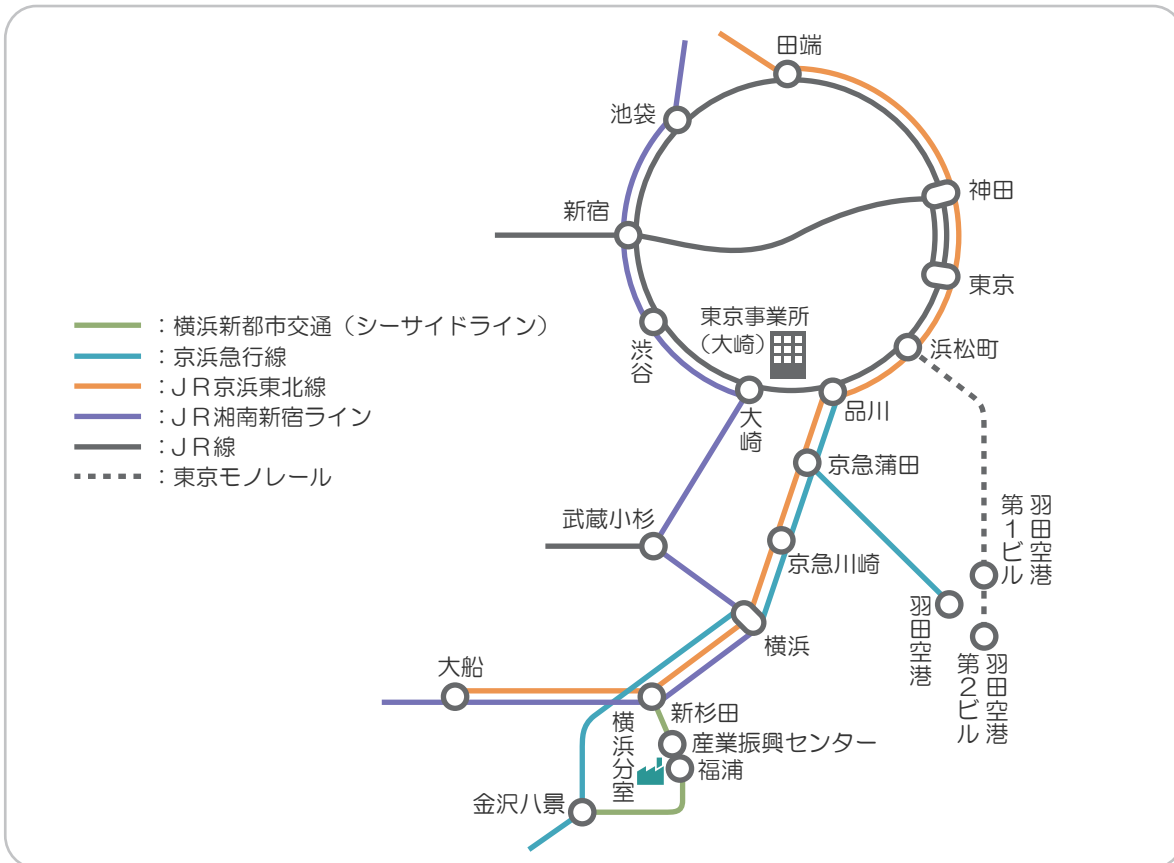 田端
池袋
神田
新宿
東京
東京事業所
（大崎）
浜松町
渋谷
大崎
品川
：横浜新都市交通（シーサイドライン）
：京浜急行線
：ＪＲ京浜東北線
：ＪＲ湘南新宿ライン
：ＪＲ線
：東京モノレール
京急蒲田
武蔵小杉
京急川崎
羽田空港
第１ビル
羽田空港
横浜
羽田空港
第２ビル
大船
新杉田
横浜分室
産業振興センター
福浦
金沢八景